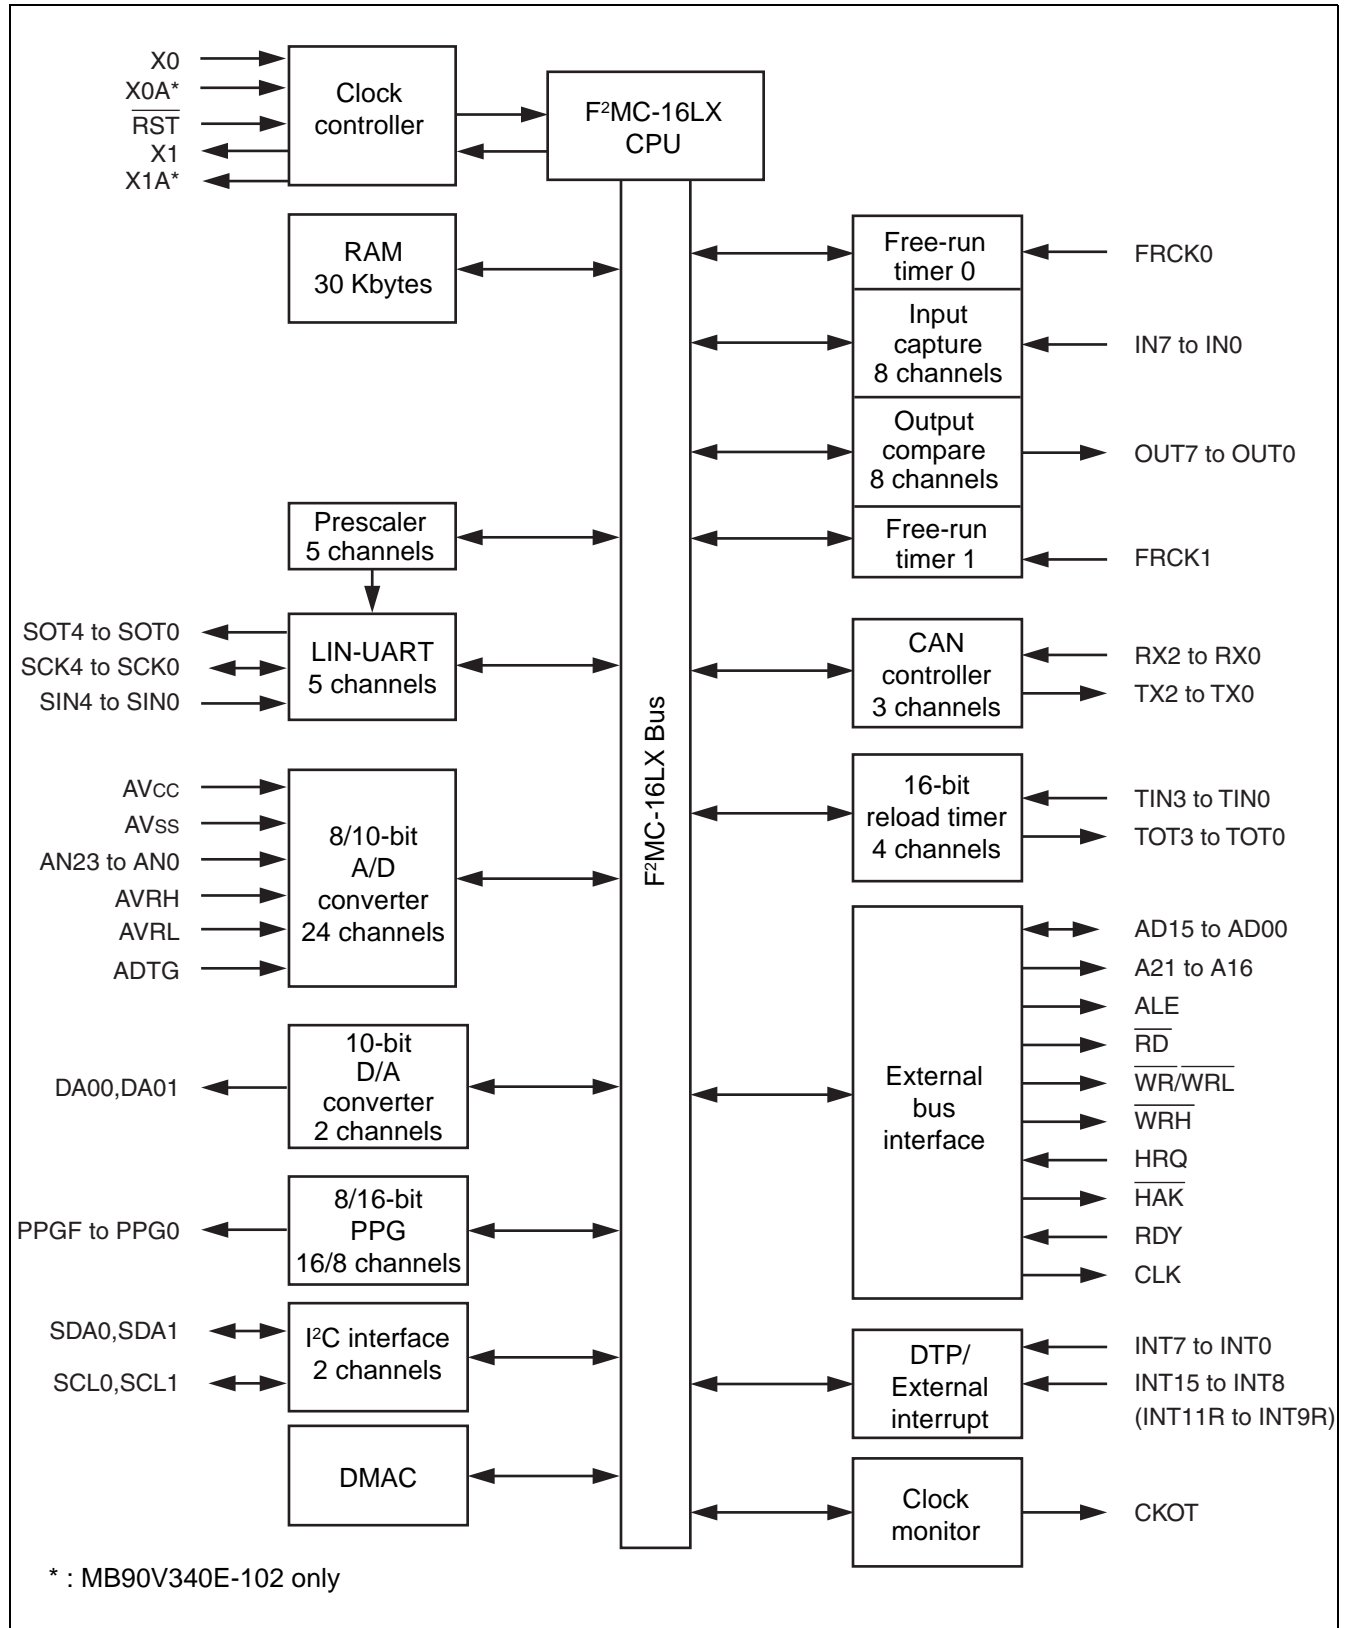 X0
X0A*
RST
X1
X1A*
Clock
controller
F²MC-16LX
CPU
RAM
30 Kbytes
Prescaler
5 channels
SOT4 to SOT0
SCK4 to SCK0
SIN4 to SIN0
LIN-UART
5 channels
AVCC
AVSS
AN23 to AN0
AVRH
AVRL
ADTG
8/10-bit
A/D
converter
24 channels
DA00,DA01
10-bit
D/A
converter
2 channels
PPGF to PPG0
8/16-bit
PPG
16/8 channels
SDA0,SDA1
SCL0,SCL1
I²C interface
2 channels
DMAC
F²MC-16LX Bus
Free-run
timer 0
FRCK0
Input
capture
8 channels
IN7 to IN0
Output
compare
8 channels
OUT7 to OUT0
Free-run
timer 1
FRCK1
CAN
controller
3 channels
RX2 to RX0
TX2 to TX0
16-bit
reload timer
4 channels
TIN3 to TIN0
TOT3 to TOT0
External
bus
interface
AD15 to AD00
A21 to A16
ALE
RD
WR/WRL
WRH
HRQ
HAK
RDY
CLK
DTP/
External
interrupt
INT7 to INT0
INT15 to INT8
(INT11R to INT9R)
Clock
monitor
CKOT
* : MB90V340E-102 only